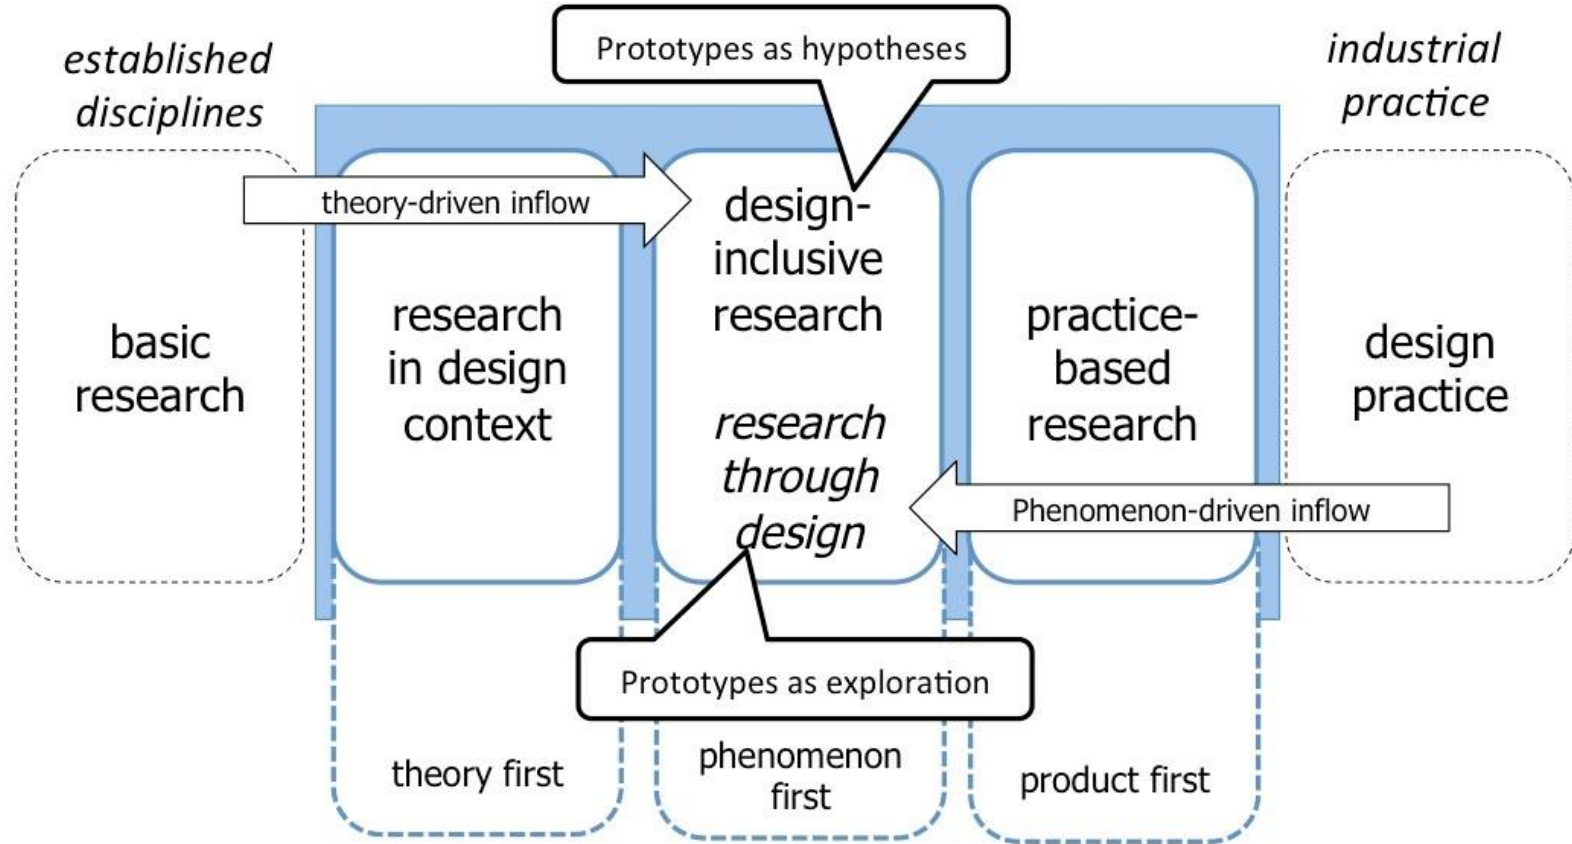 Prototypes as hypotheses
established
disciplines
industrial
practice
theory-driven inflow
basic
research
research
in design
context
design-
inclusive
research
research
through
design
practice-
based
research
design
practice
Phenomenon-driven inflow
Prototypes as exploration
theory first
phenomenon
first
product first